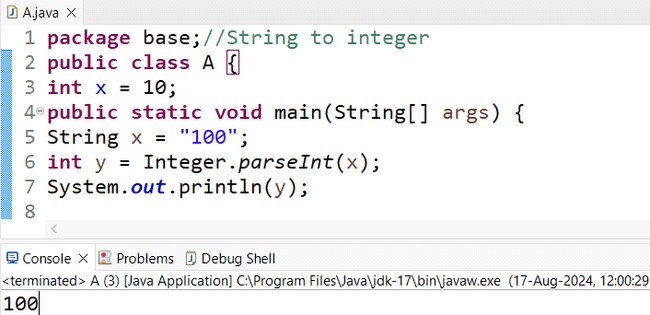 A.java
1 package base;//String to integer
2 public class A {
3 int x = 10;
4 public static void main(String[] args) {
5 String x = "100";
6 int y = Integer.parseInt(x);
7 System.out.println(y);
8
Console Problems Debug Shell
<terminated> A (3) [Java Application] C:\Program Files\Java\jdk-17\bin\javaw.exe (17-Aug-2024, 12:00:29
100